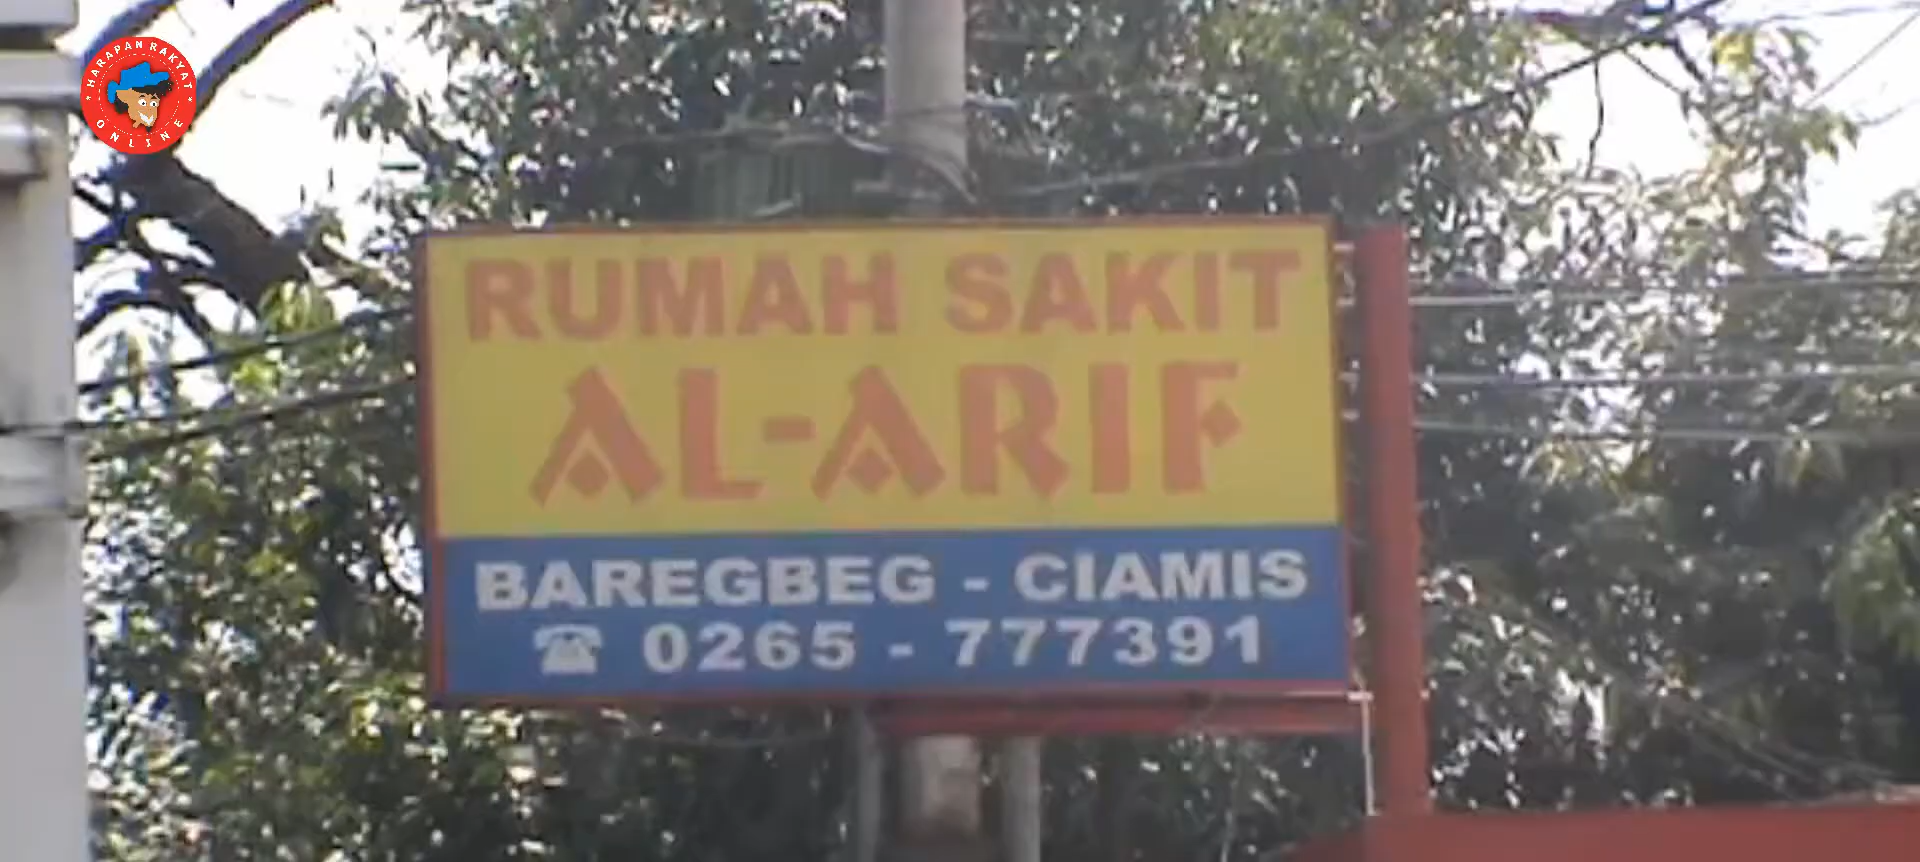 HARAPAN RAKYAT
ONLINE
RUMAH SAKIT
AL-ARIF
BAREGBEG - CIAMIS
☎ 0265 - 777391